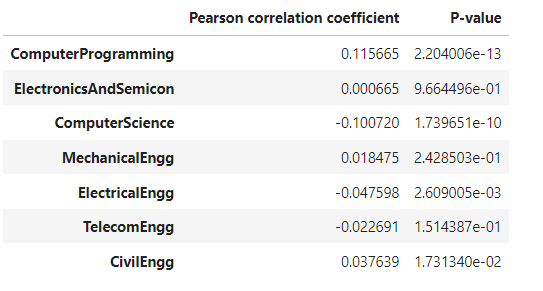 Pearson correlation coefficient P-value
ComputerProgramming 0.115665 2.204006e-13
ElectronicsAndSemicon 0.000665 9.664496e-01
ComputerScience -0.100720 1.739651e-10
MechanicalEngg 0.018475 2.428503e-01
ElectricalEngg -0.047598 2.609005e-03
TelecomEngg -0.022691 1.514387e-01
CivilEngg 0.037639 1.731340e-02